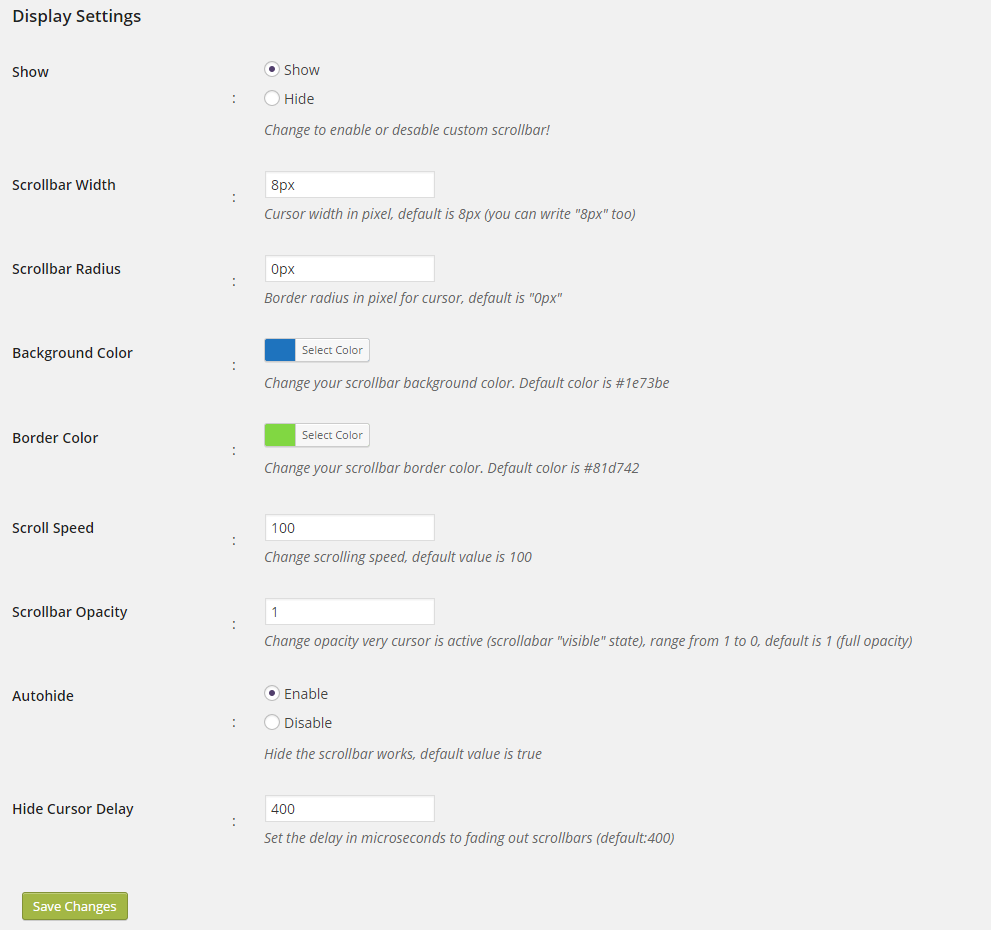 Display Settings
Show
Show
:
Hide
Change to enable or desable custom scrollbar!
Scrollbar Width
8px
:
Cursor width in pixel, default is 8px (you can write "8px" too)
Scrollbar Radius
0px
:
Border radius in pixel for cursor, default is "0px"
Background Color
Select Color
:
Change your scrollbar background color. Default color is #1e73be
Border Color
Select Color
:
Change your scrollbar border color. Default color is #81d742
Scroll Speed
100
:
Change scrolling speed, default value is 100
Scrollbar Opacity
1
:
Change opacity very cursor is active (scrollabar "visible" state), range from 1 to 0, default is 1 (full opacity)
Autohide
Enable
:
Disable
Hide the scrollbar works, default value is true
Hide Cursor Delay
400
:
Set the delay in microseconds to fading out scrollbars (default:400)
Save Changes